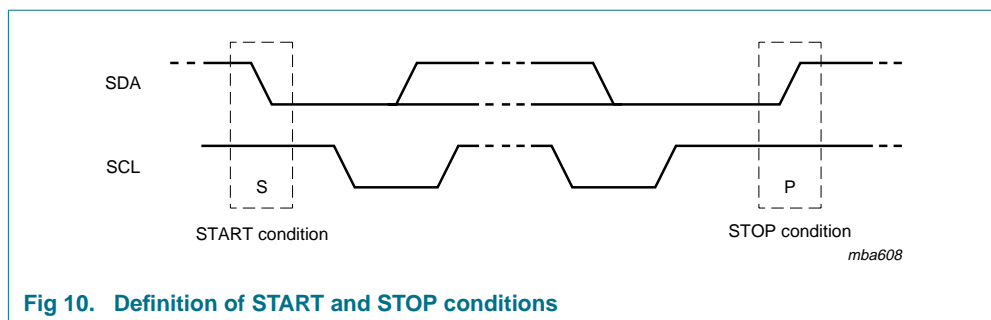 SDA
SCL
S
P
START condition
STOP condition
mba608
Fig 10. Definition of START and STOP conditions